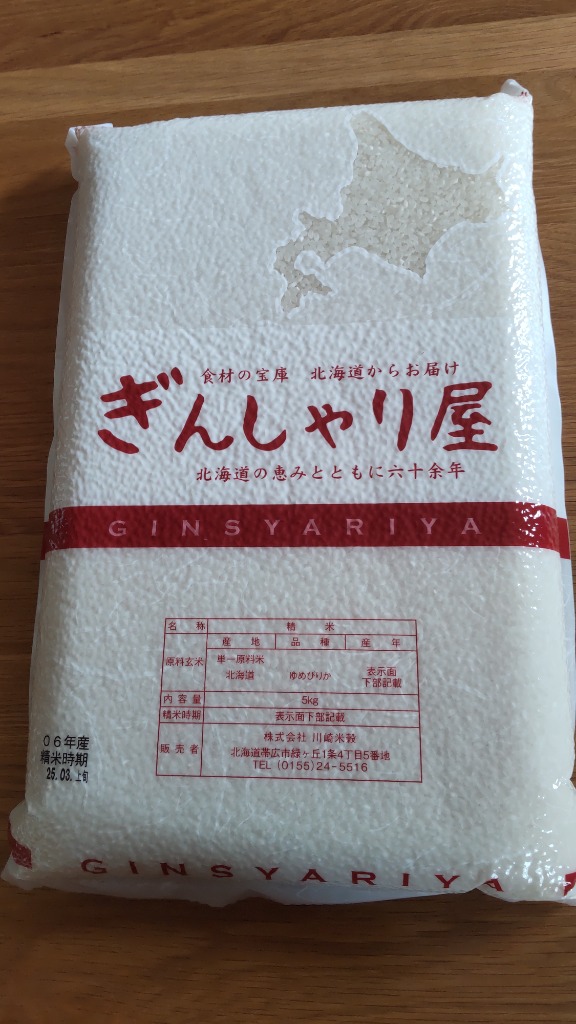 食材の宝庫　北海道からお届け
ぎんしゃり屋
北海道の恵みとともに六十余年
GINSYARIYA
名称 精米
原料玄米 産地 品種 産年
単一原料米
北海道 ゆめぴりか 表示面
下部記載
内容量 5kg
精米時期 表示面下部記載
販売者 株式会社 川崎米穀
北海道帯広市緑ヶ丘1条4丁目5番地
TEL (0155)24-5516
06年産
精米時期
25.03.上旬
GINSYARIYA